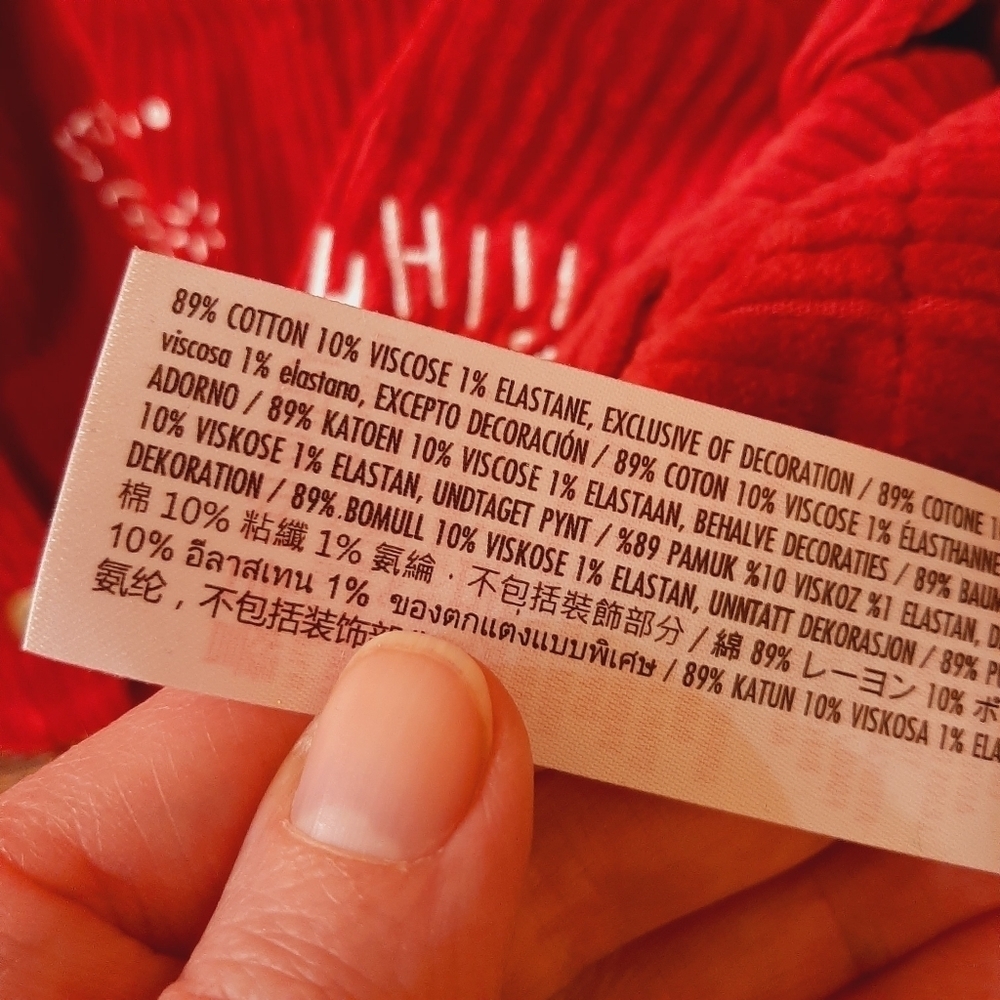 HI!!
89% COTTON 10% VISCOSE 1% ELASTANE, EXCLUSIVE OF DECORATION / 89% COTONE
viscosa 1% elastano, EXCEPTO DECORACIÓN / 89% COTON 10% VISCOSE 1% ÉLASTHANNE
ADORNO / 89% KATOEN 10% VISCOSE 1% ELASTAAN, BEHALVE DECORATIES / 89%
10% VISKOSE 1% ELASTAN, UNDTAGET PYNT / %89 PAMUK %10 VISKOZ %1 ELASTAN,
DEKORATION / 89% BOMULL 10% VISKOSE 1% ELASTAN, UNNTATT DEKORASJON / 89%
棉 10% 粘纖 1% 氨綸 · 不包括裝飾部分 / 綿 89% レーヨン 10% ポ
10% อีลาสเทน 1% ของตกแต่งแบบพิเศษ / 89% KATUN 10% VISKOSA 1%
氨纶，不包括装饰